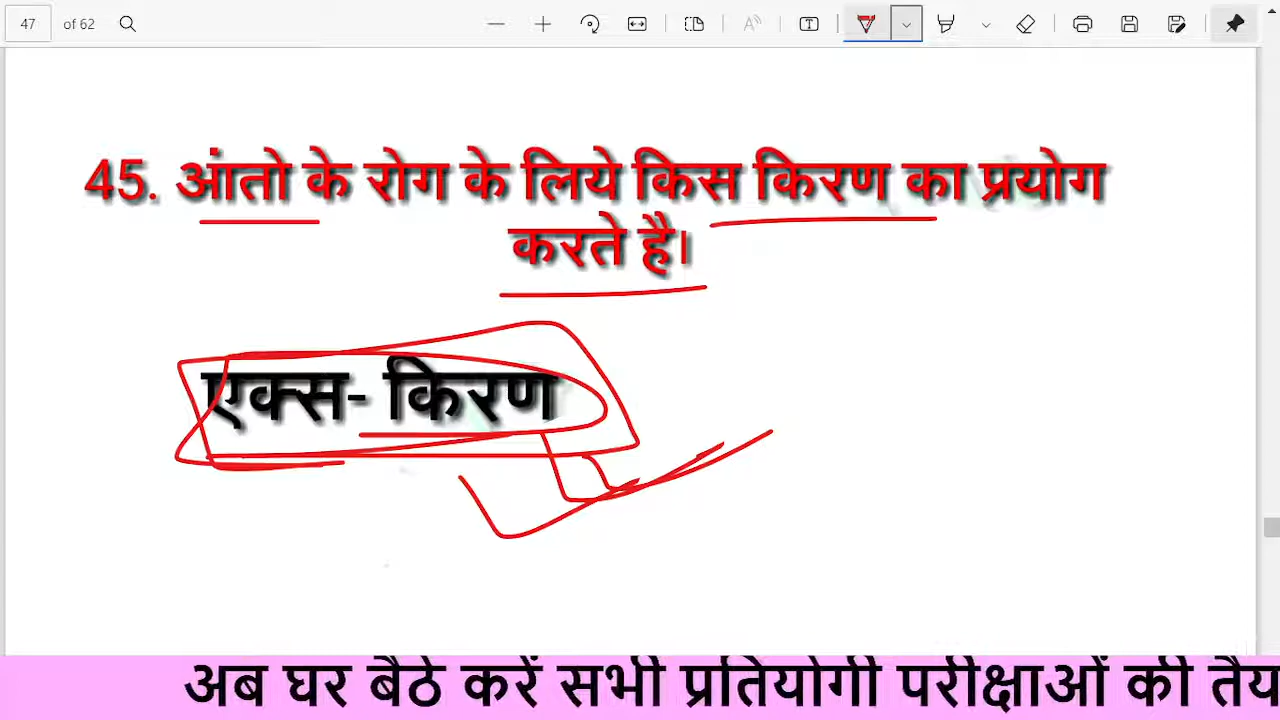 47 of 62
45. आंतो के रोग के लिये किस किरण का प्रयोग
करते है।
एक्स- किरण
अब घर बैठे करें सभी प्रतियोगी परीक्षाओं की तैय